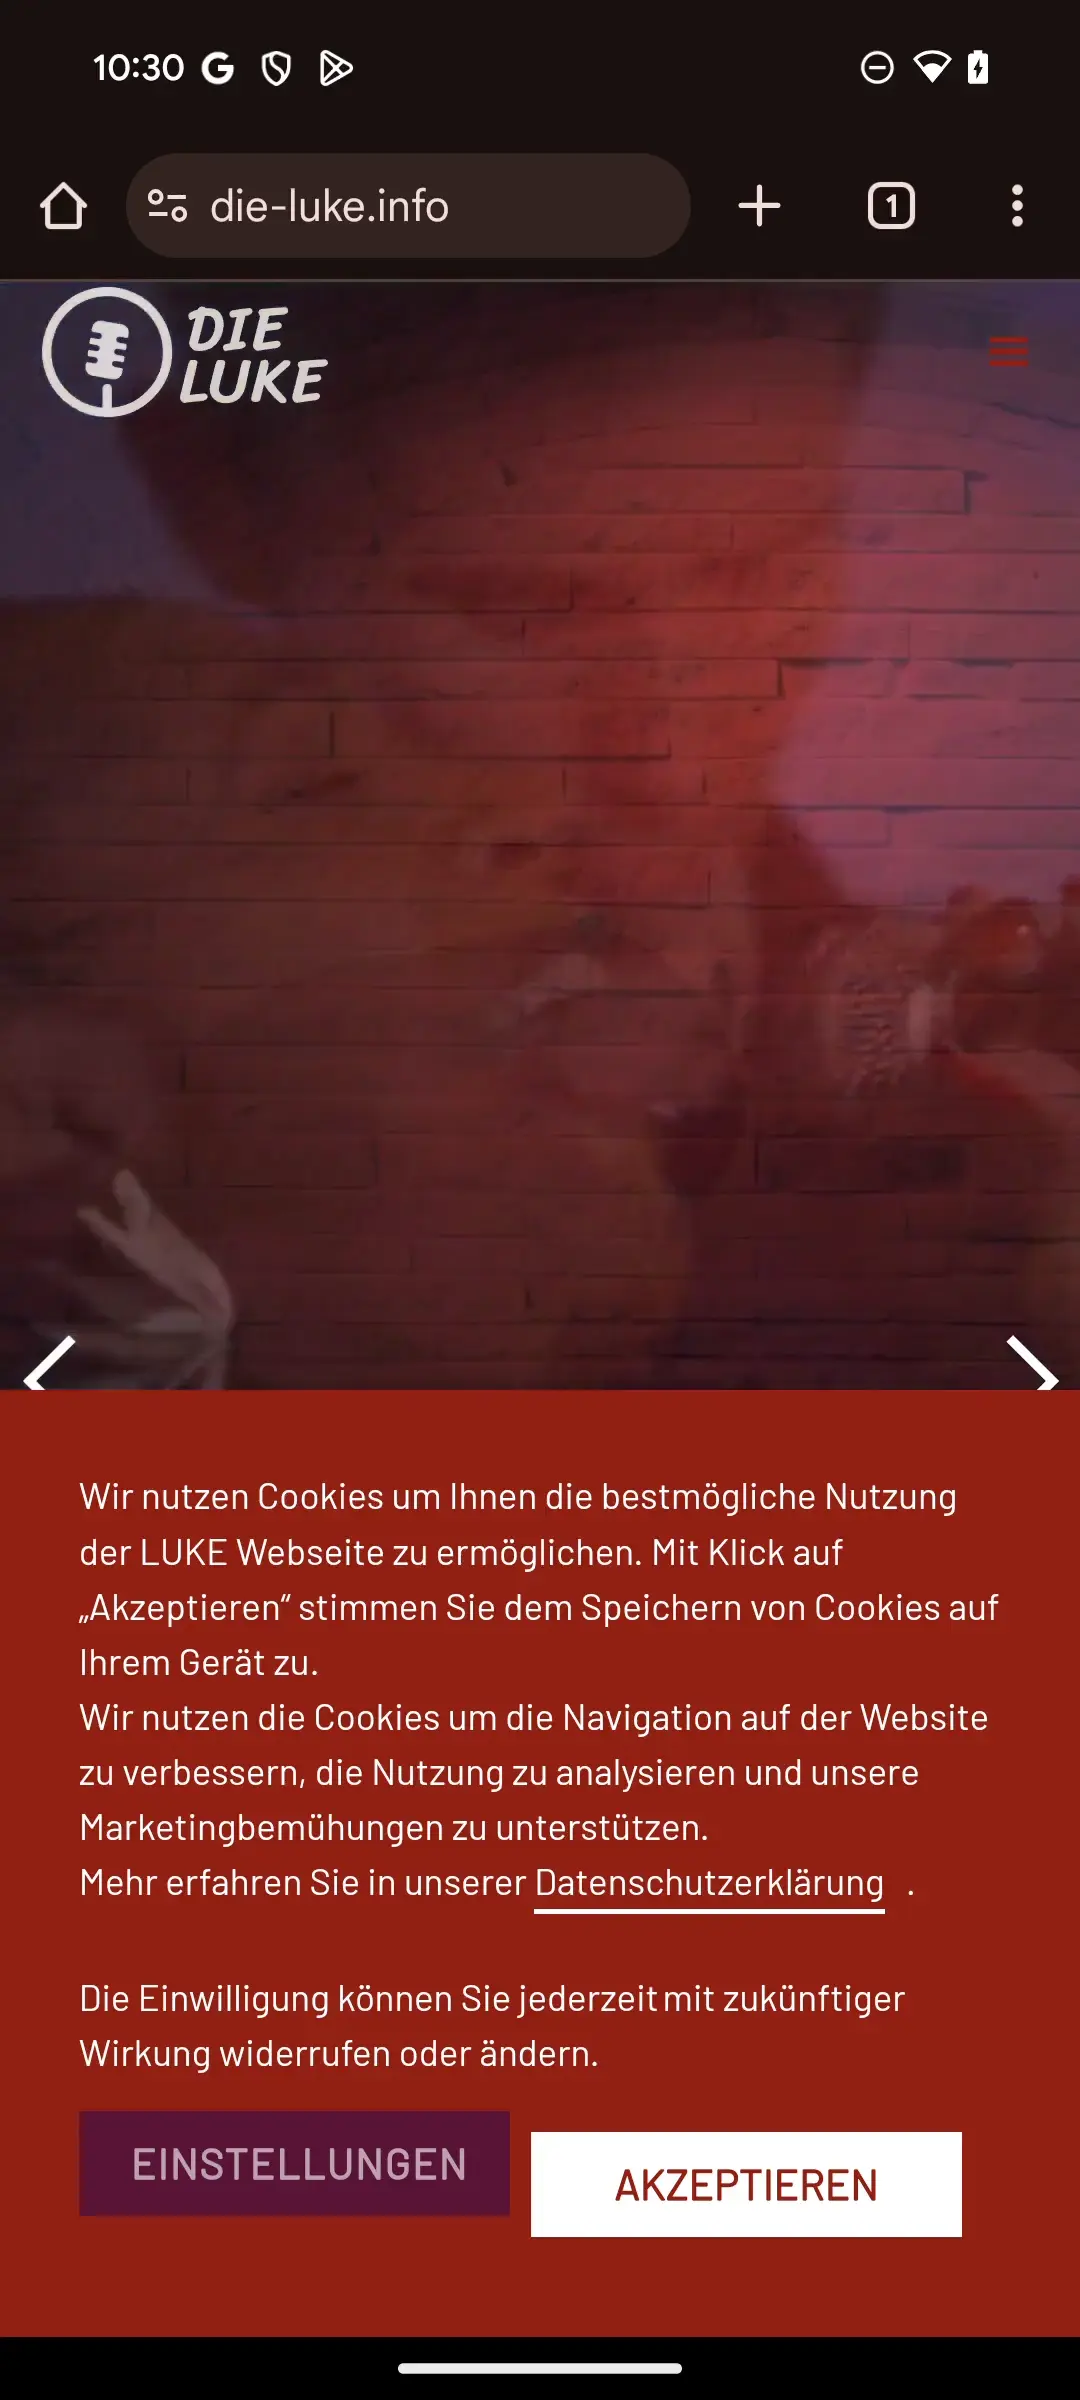 10:30
die-luke.info
1
DIE
LUKE
Wir nutzen Cookies um Ihnen die bestmögliche Nutzung
der LUKE Webseite zu ermöglichen. Mit Klick auf
„Akzeptieren“ stimmen Sie dem Speichern von Cookies auf
Ihrem Gerät zu.
Wir nutzen die Cookies um die Navigation auf der Website
zu verbessern, die Nutzung zu analysieren und unsere
Marketingbemühungen zu unterstützen.
Mehr erfahren Sie in unserer Datenschutzerklärung .
Die Einwilligung können Sie jederzeit mit zukünftiger
Wirkung widerrufen oder ändern.
EINSTELLUNGEN
AKZEPTIEREN